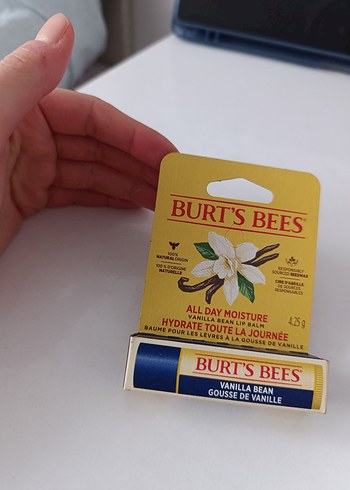 BURT'S BEES
100%
NATURAL ORIGIN
100 % D'ORIGINE
NATURELLE
RESPONSIBLY
SOURCED BEESWAX
CIRE D'ABEILLE
DE SOURCES
RESPONSABLES
ALL DAY MOISTURE
VANILLA BEAN LIP BALM
HYDRATE TOUTE LA JOURNÉE
BAUME POUR LES LÈVRES À LA GOUSSE DE VANILLE
4.25 g
BURT'S BEES
VANILLA BEAN
GOUSSE DE VANILLE